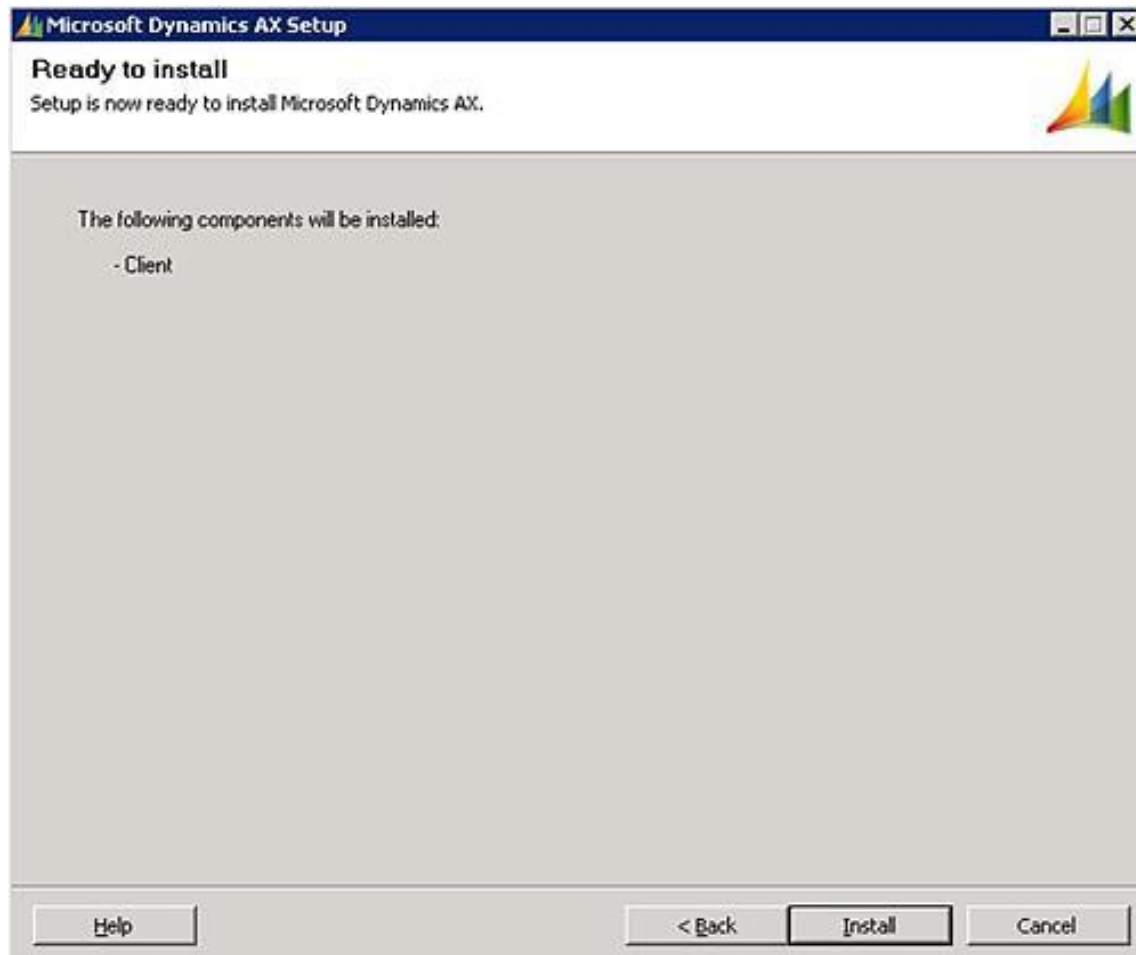 Microsoft Dynamics AX Setup
Ready to install
Setup is now ready to install Microsoft Dynamics AX.
The following components will be installed:
- Client
Help
< Back
Install
Cancel